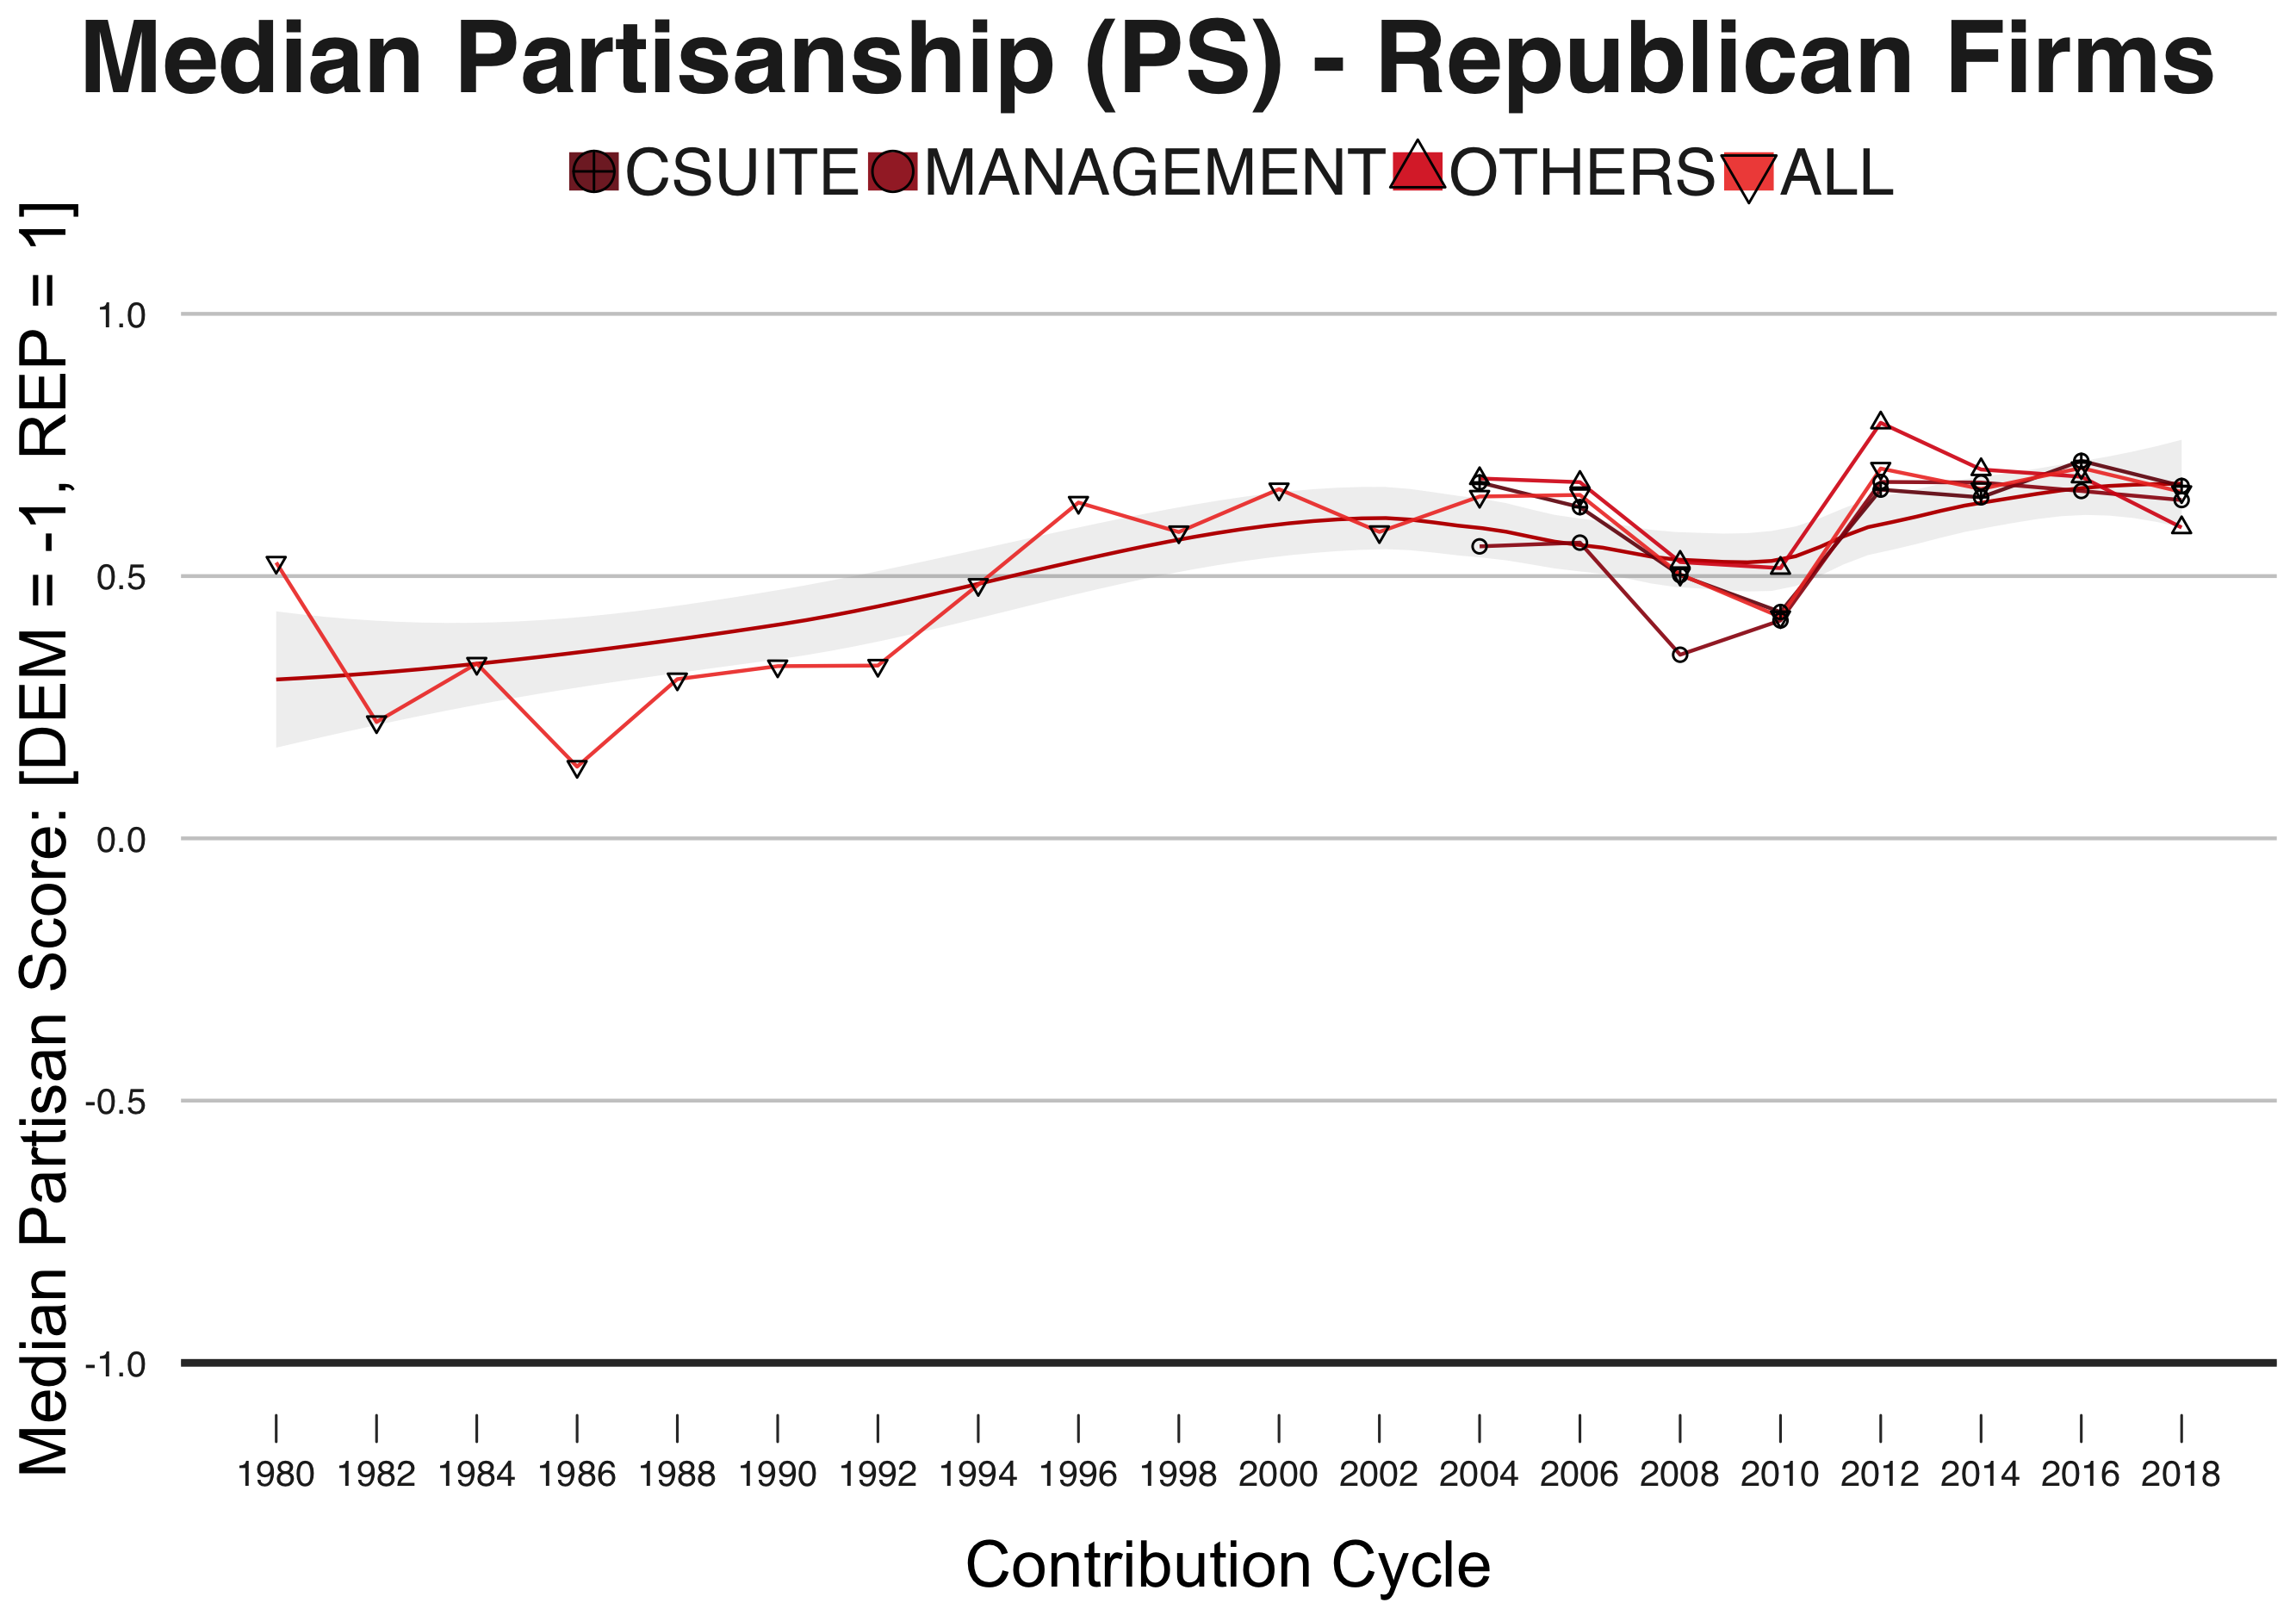 Median Partisanship (PS) - Republican Firms
CSUITE MANAGEMENT OTHERS ALL
Median Partisan Score: [DEM = -1, REP = 1]
1.0
0.5
0.0
-0.5
-1.0
1980 1982 1984 1986 1988 1990 1992 1994 1996 1998 2000 2002 2004 2006 2008 2010 2012 2014 2016 2018
Contribution Cycle